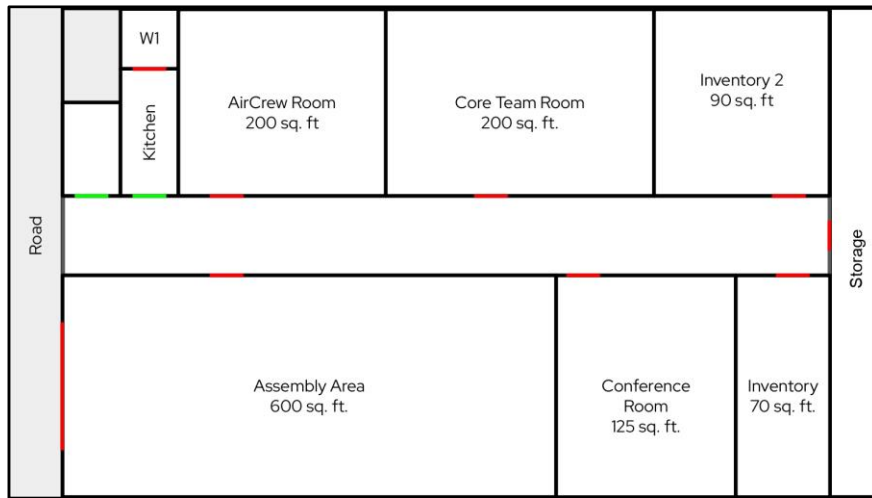 W1
Kitchen
AirCrew Room
200 sq. ft
Core Team Room
200 sq. ft.
Inventory 2
90 sq. ft
Road
Storage
Assembly Area
600 sq. ft.
Conference
Room
125 sq. ft.
Inventory
70 sq. ft.